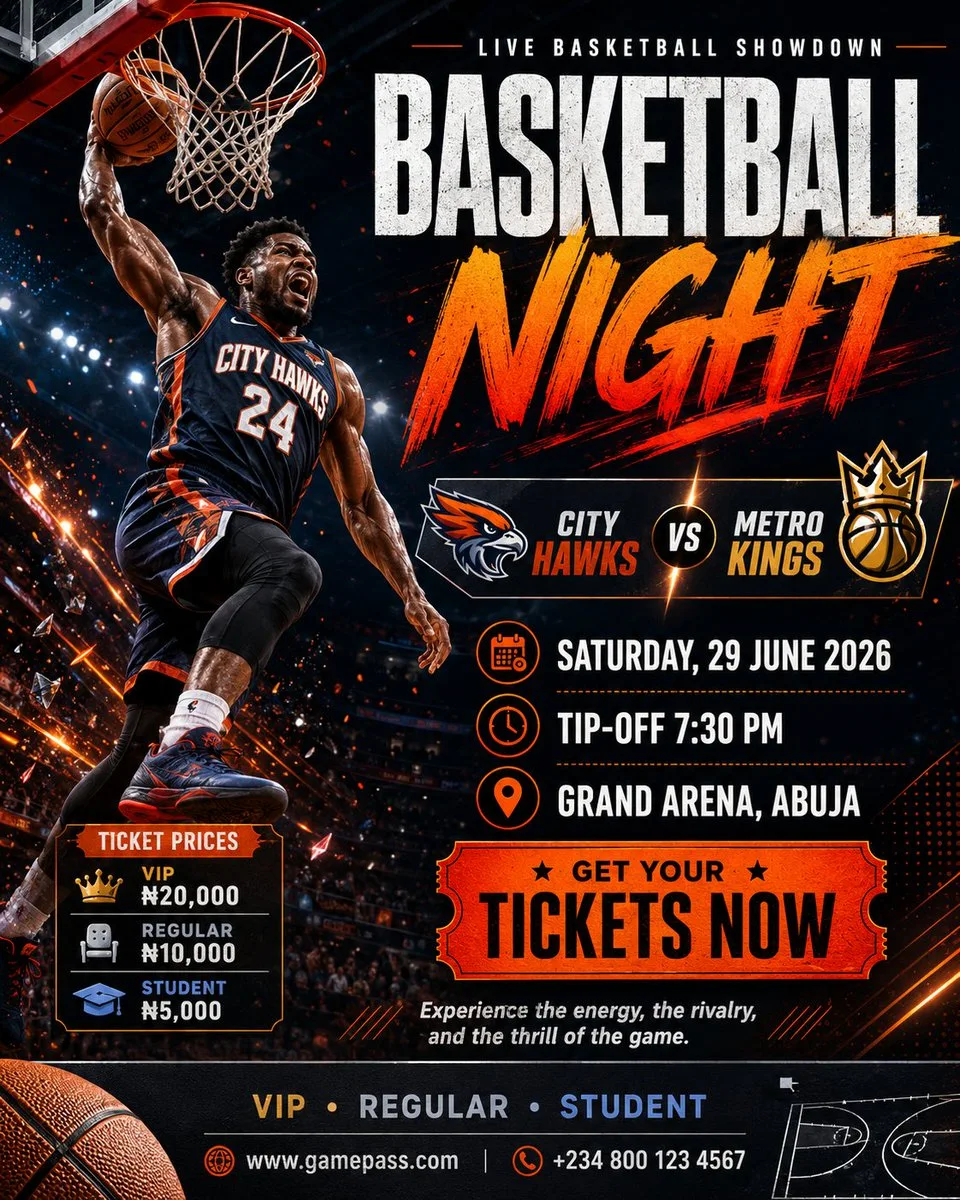 LIVE BASKETBALL SHOWDOWN
BASKETBALL
NIGHT
CITY HAWKS
24
CITY
HAWKS
VS
METRO
KINGS
SATURDAY, 29 JUNE 2026
TIP-OFF 7:30 PM
GRAND ARENA, ABUJA
TICKET PRICES
VIP
₦20,000
REGULAR
₦10,000
STUDENT
₦5,000
GET YOUR
TICKETS NOW
Experience the energy, the rivalry,
and the thrill of the game.
VIP • REGULAR • STUDENT
www.gamepass.com | +234 800 123 4567